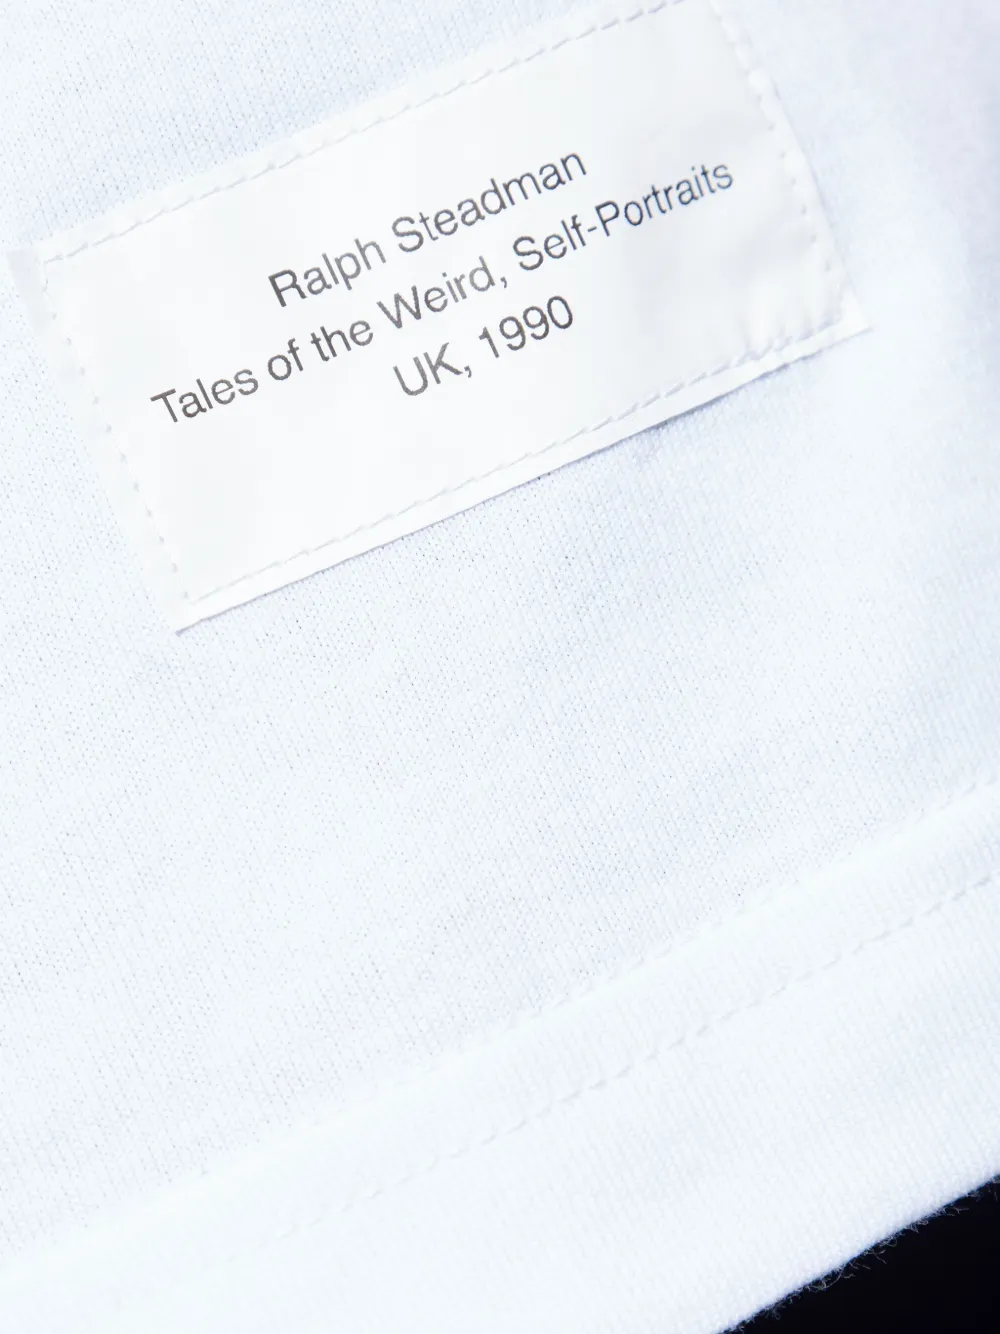 Ralph Steadman
Tales of the Weird, Self-Portraits
UK, 1990